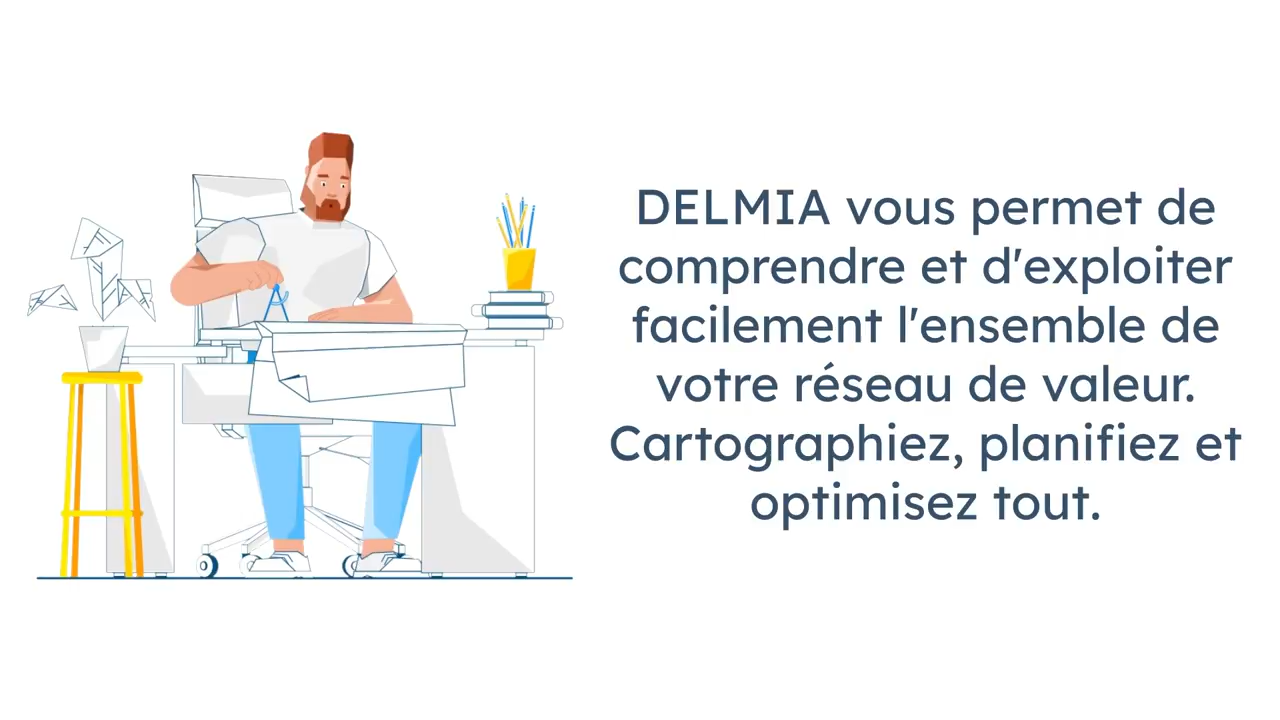 DELMIA vous permet de
comprendre et d'exploiter
facilement l'ensemble de
votre réseau de valeur.
Cartographiez, planifiez et
optimisez tout.